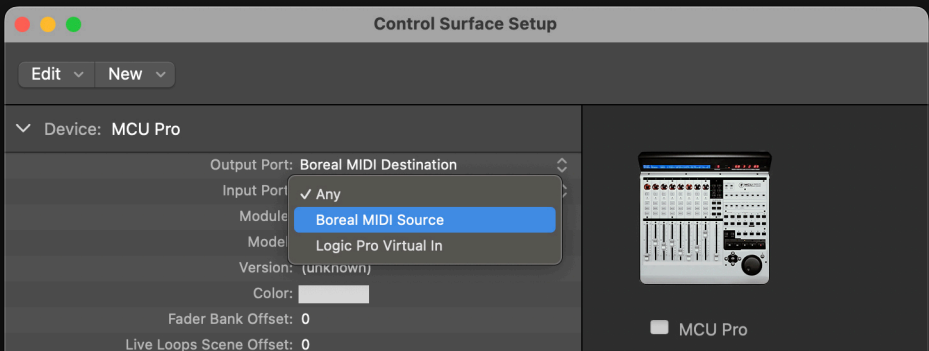 Control Surface Setup
Edit New
Device: MCU Pro
Output Port: Boreal MIDI Destination
Input Port
✓ Any
Boreal MIDI Source
Module
Model
Logic Pro Virtual In
Version: (unknown)
Color:
Fader Bank Offset: 0
Live Loops Scene Offset: 0
MCU Pro